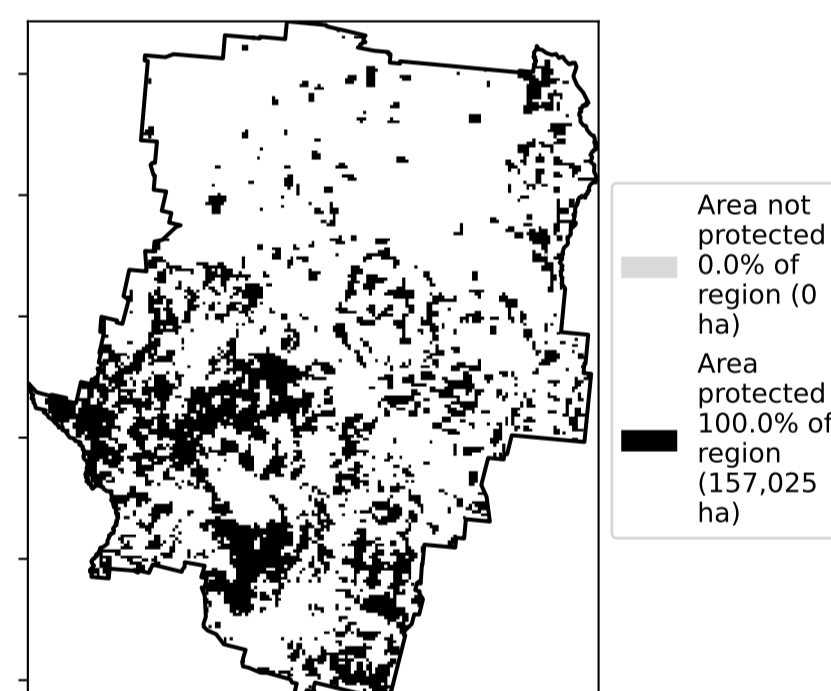 Area not
protected
0.0% of
region (0
ha)
Area
protected
100.0% of
region
(157,025
ha)